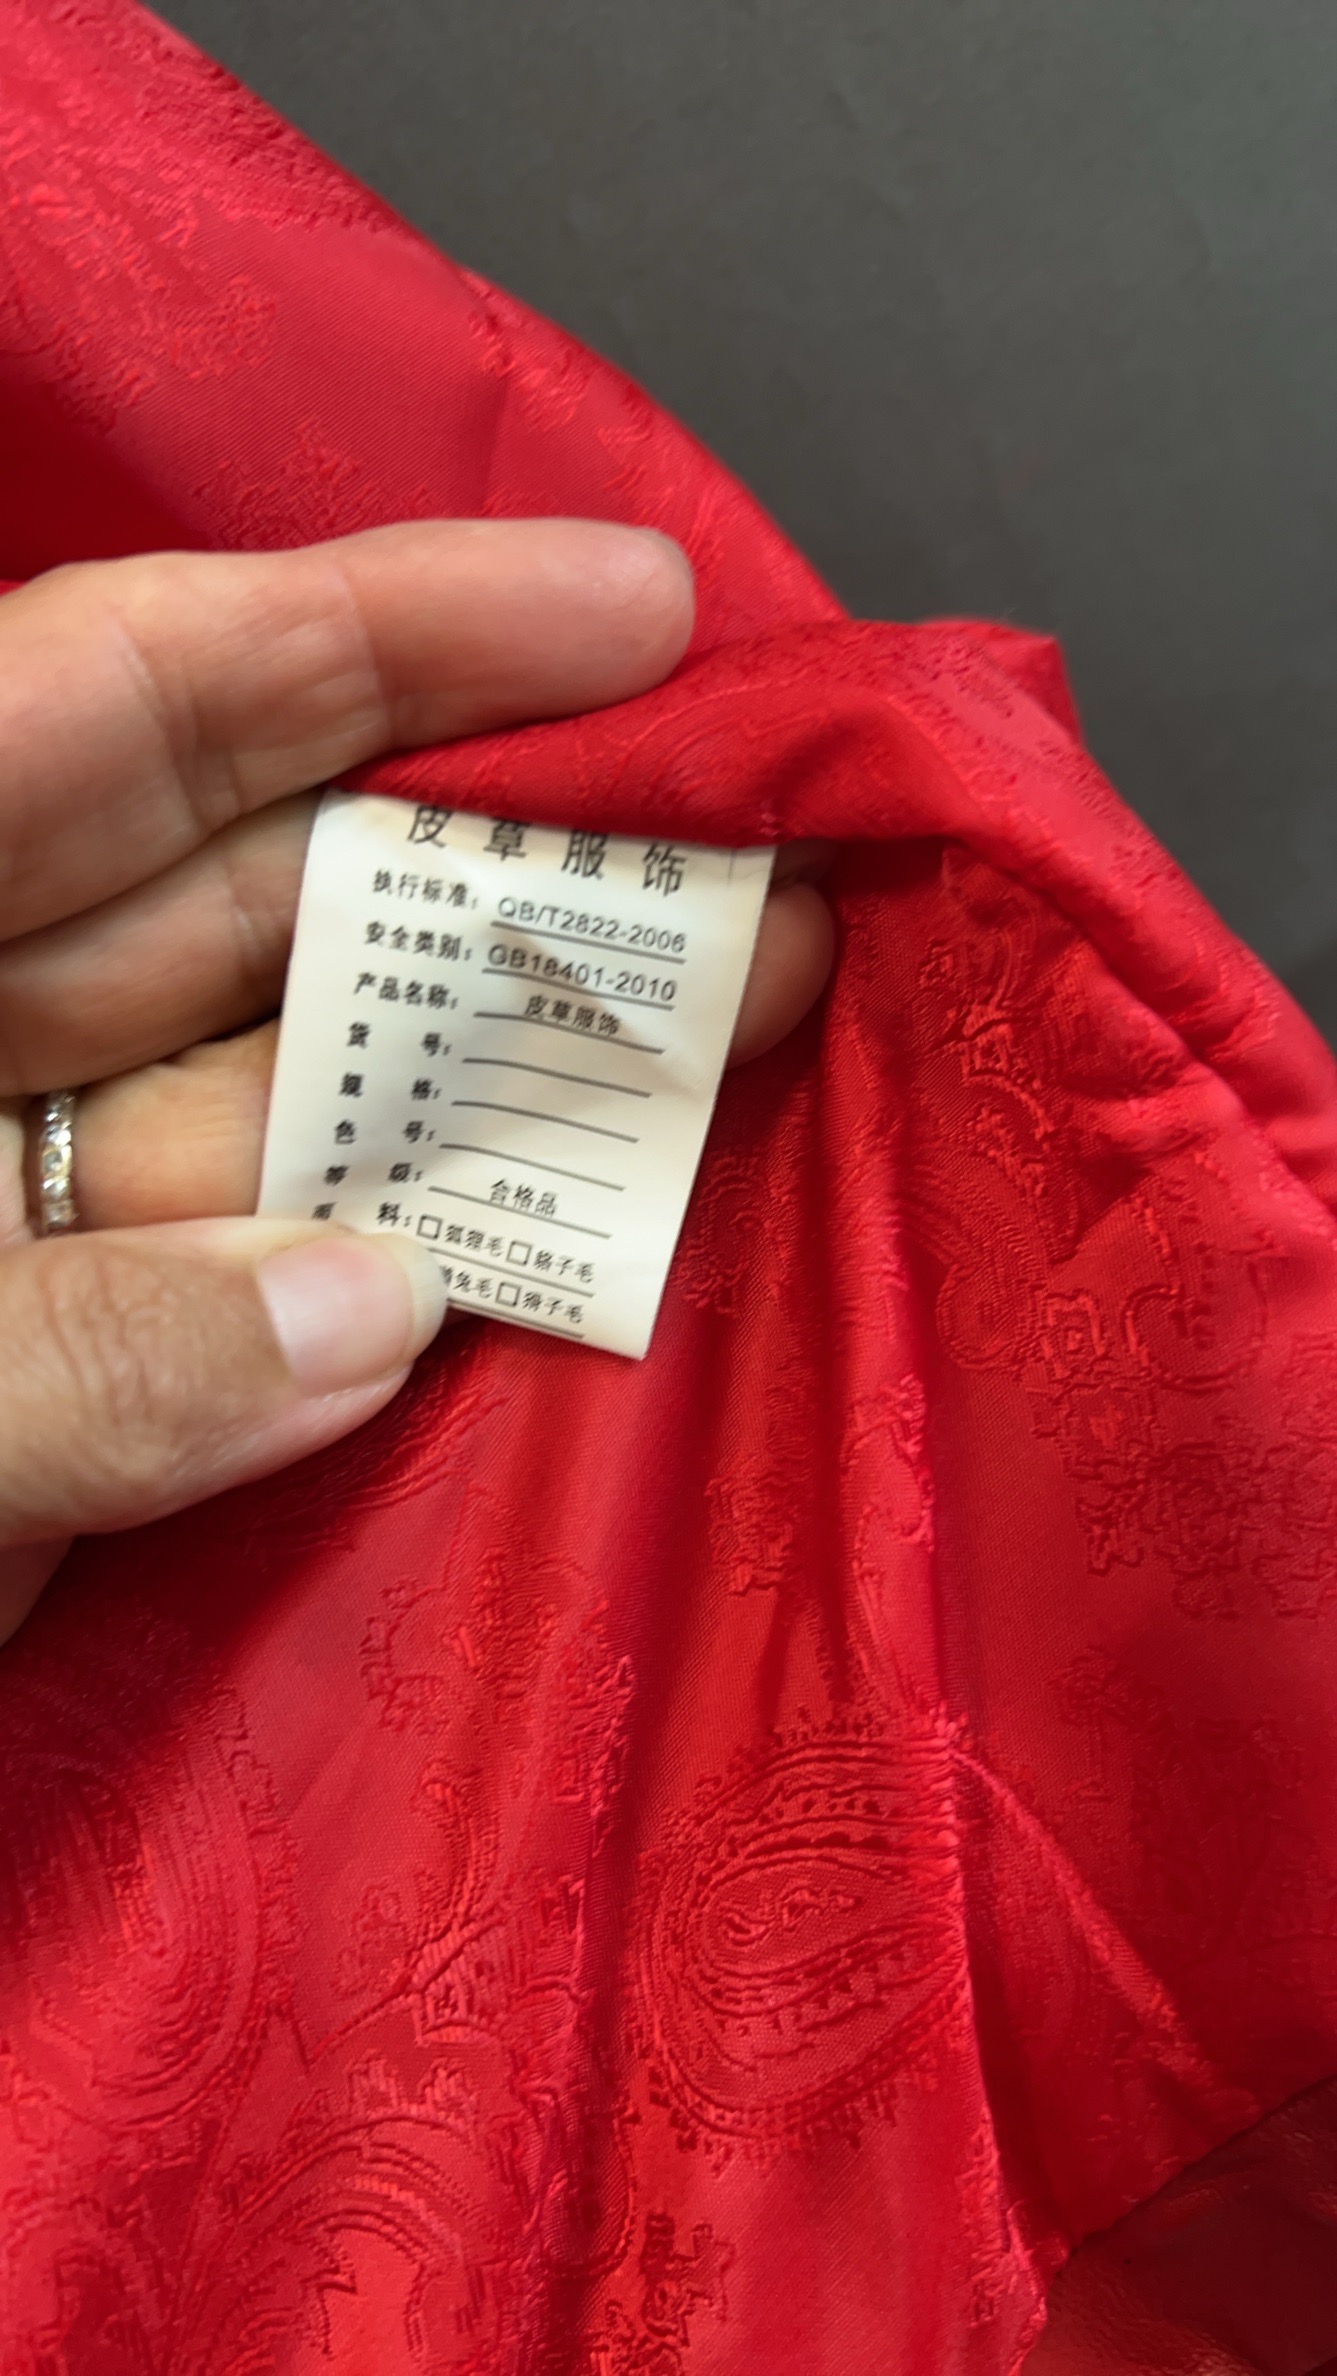 皮草服饰
执行标准：QB/T2822-2006
安全类别：GB18401-2010
产品名称：皮草服饰
货 号：
规 格：
色 号：
等 级：合格品
面 料：□狐狸毛□貉子毛
獭兔毛□滑子毛